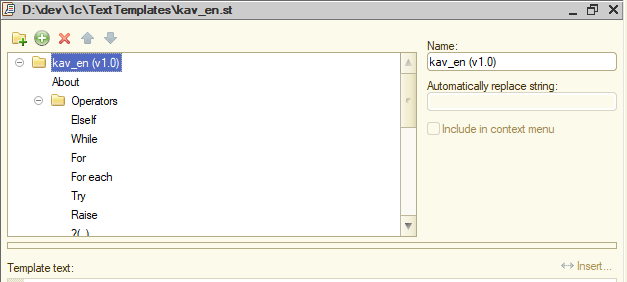 D:\dev\1c\TextTemplates\kav_en.st
Name:
kav_en (v1.0)
kav_en (v1.0)
About
Automatically replace string:
Operators
ElseIf
Include in context menu
While
For
For each
Try
Raise
?(,,)
Template text:
Insert...